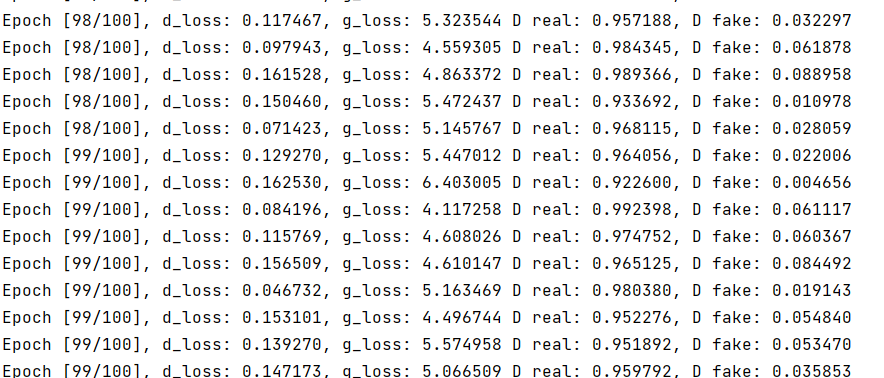 Epoch [98/100], d_loss: 0.117467, g_loss: 5.323544 D real: 0.957188, D fake: 0.032297
Epoch [98/100], d_loss: 0.097943, g_loss: 4.559305 D real: 0.984345, D fake: 0.061878
Epoch [98/100], d_loss: 0.161528, g_loss: 4.863372 D real: 0.989366, D fake: 0.088958
Epoch [98/100], d_loss: 0.150460, g_loss: 5.472437 D real: 0.933692, D fake: 0.010978
Epoch [98/100], d_loss: 0.071423, g_loss: 5.145767 D real: 0.968115, D fake: 0.028059
Epoch [99/100], d_loss: 0.129270, g_loss: 5.447012 D real: 0.964056, D fake: 0.022006
Epoch [99/100], d_loss: 0.162530, g_loss: 6.403005 D real: 0.922600, D fake: 0.004656
Epoch [99/100], d_loss: 0.084196, g_loss: 4.117258 D real: 0.992398, D fake: 0.061117
Epoch [99/100], d_loss: 0.115769, g_loss: 4.608026 D real: 0.974752, D fake: 0.060367
Epoch [99/100], d_loss: 0.156509, g_loss: 4.610147 D real: 0.965125, D fake: 0.084492
Epoch [99/100], d_loss: 0.046732, g_loss: 5.163469 D real: 0.980380, D fake: 0.019143
Epoch [99/100], d_loss: 0.153101, g_loss: 4.496744 D real: 0.952276, D fake: 0.054840
Epoch [99/100], d_loss: 0.139270, g_loss: 5.574958 D real: 0.951892, D fake: 0.053470
Epoch [99/100], d_loss: 0.147173, g_loss: 5.066509 D real: 0.959792, D fake: 0.035853